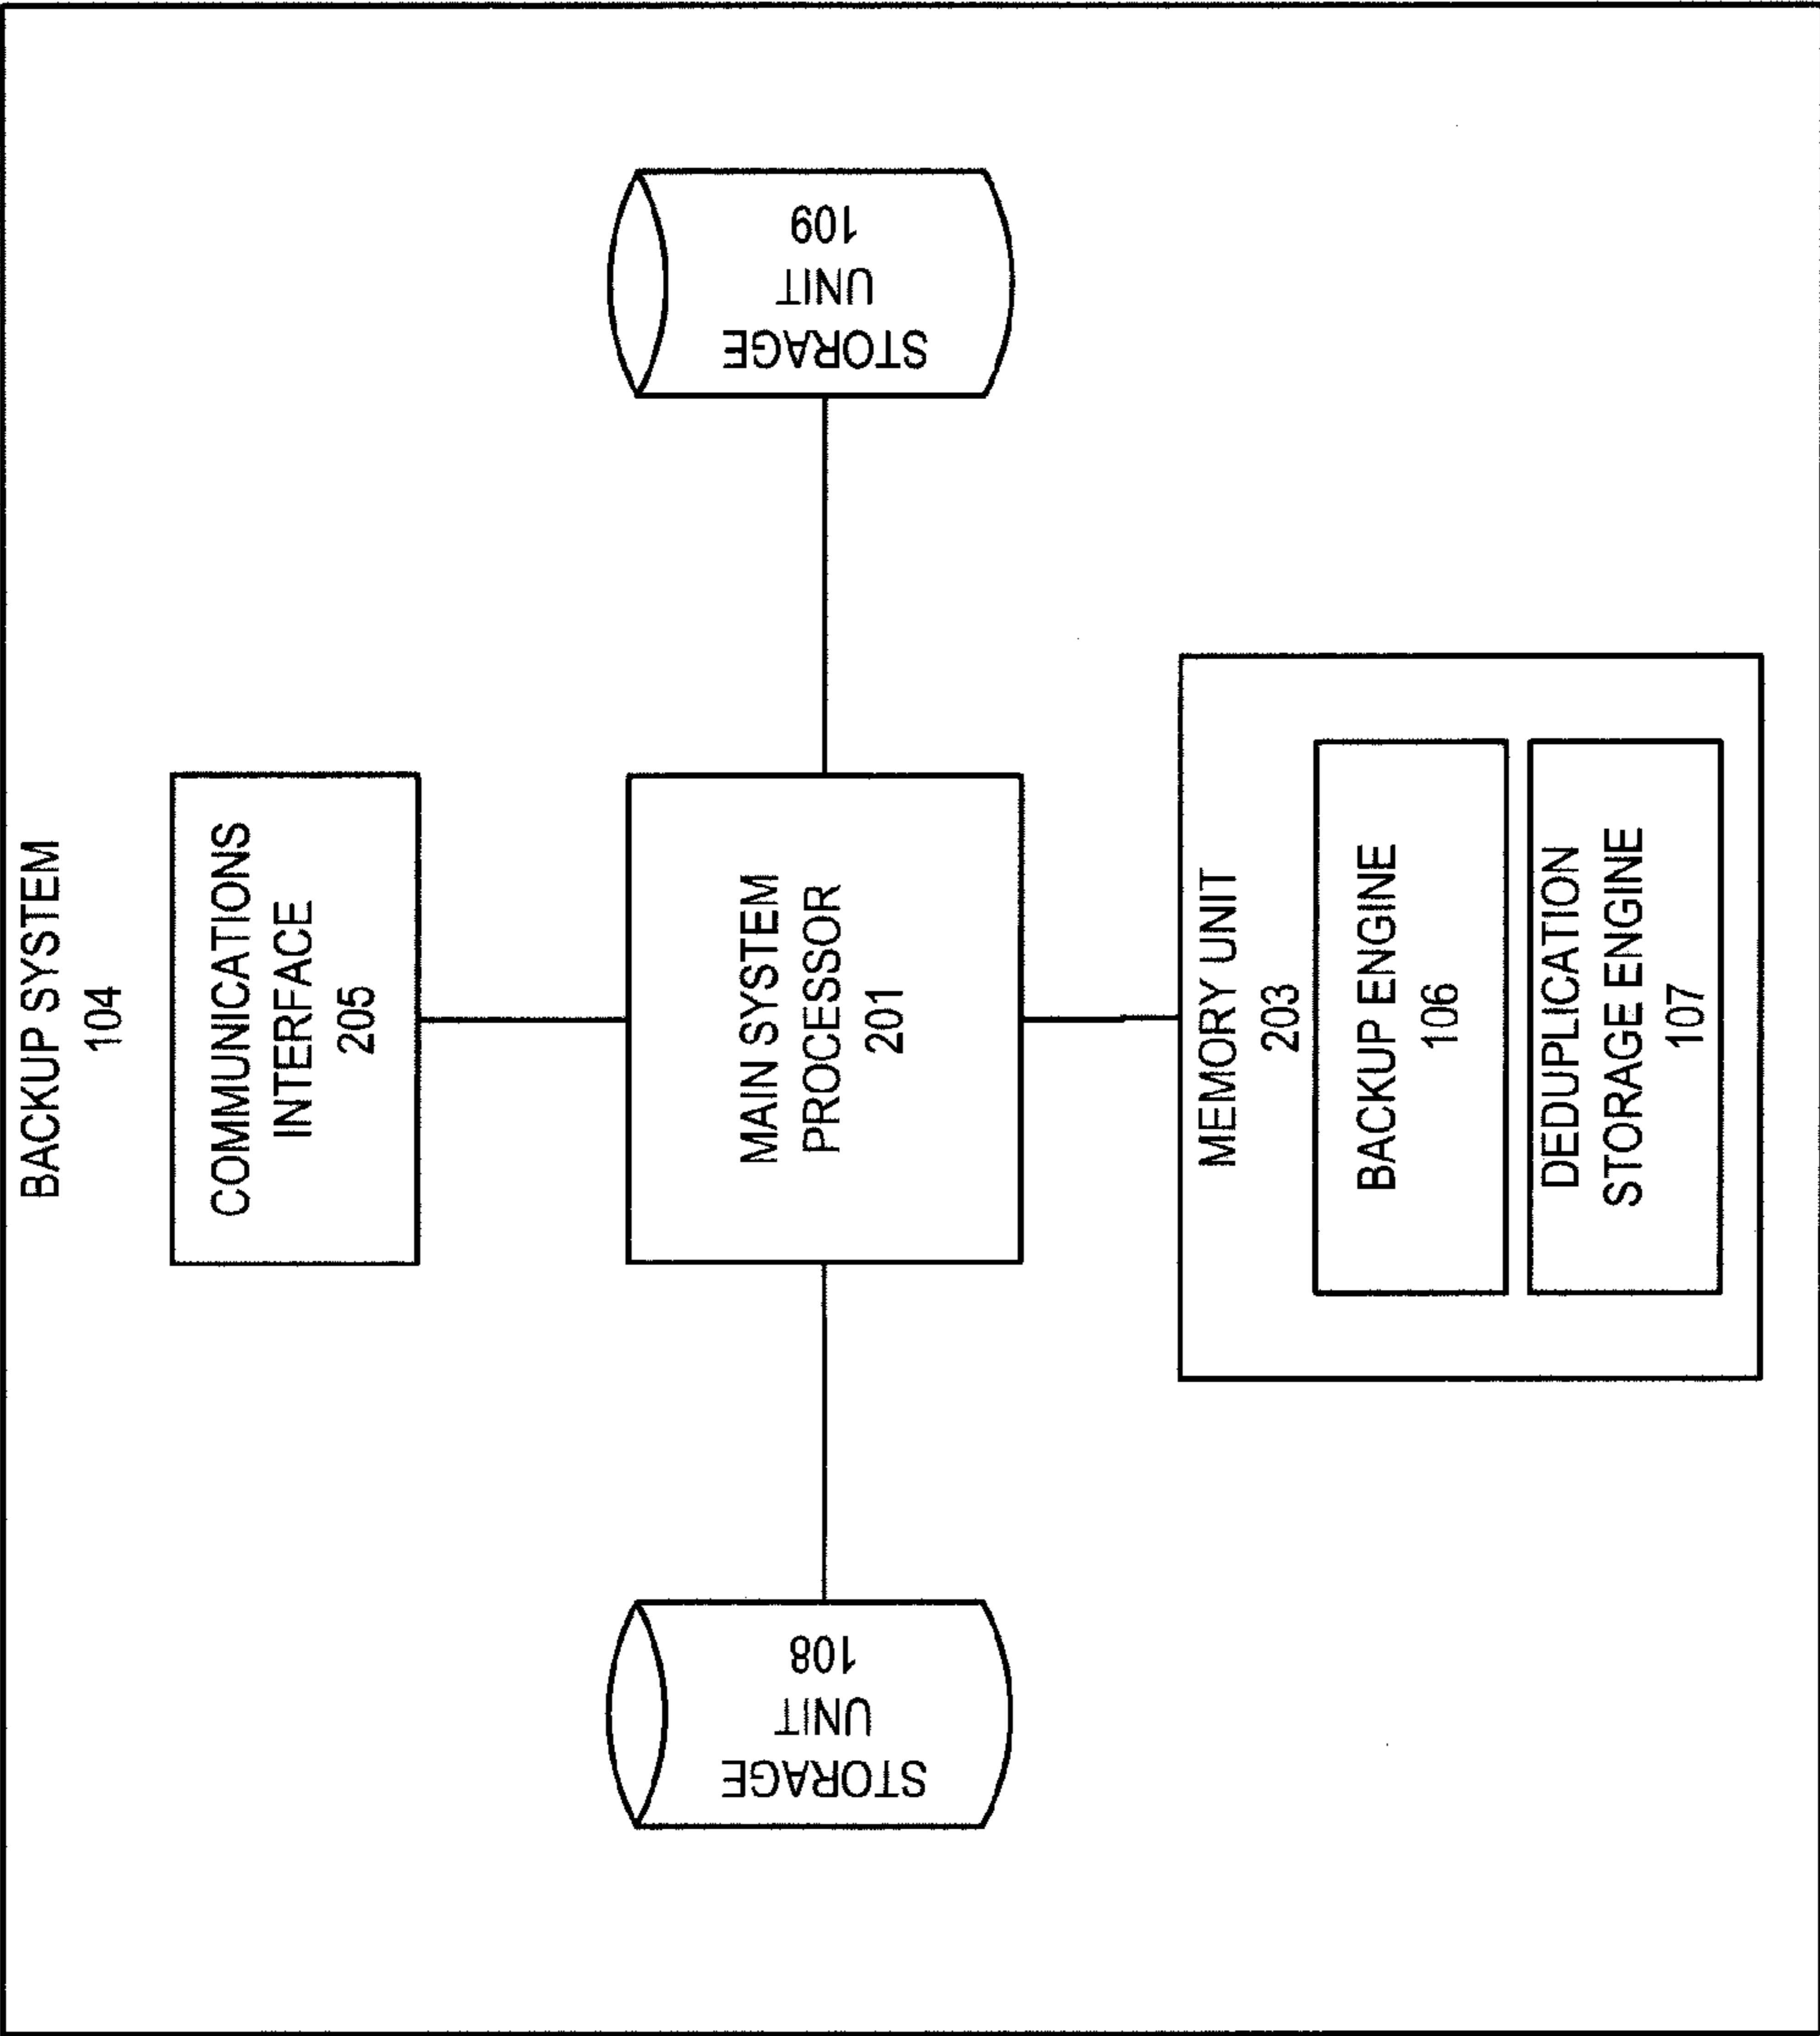 BACKUP SYSTEM
104
COMMUNICATIONS
INTERFACE
205
STORAGE
UNIT
108
MAIN SYSTEM
PROCESSOR
201
STORAGE
UNIT
109
MEMORY UNIT
203
BACKUP ENGINE
106
DEDUPLICATION
STORAGE ENGINE
107